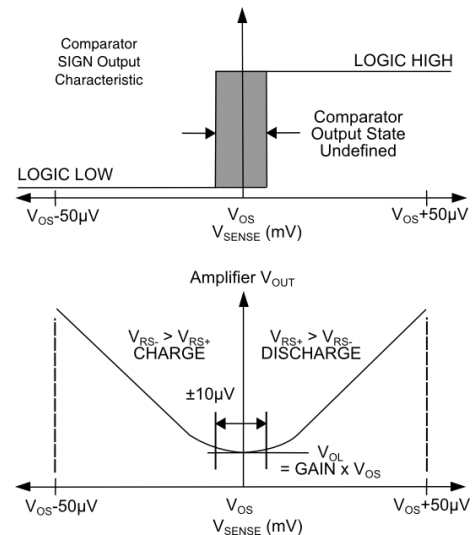 Comparator
SIGN Output
Characteristic
LOGIC HIGH
Comparator
Output State
Undefined
LOGIC LOW
VOS-50µV
VOS
VOS+50µV
VSENSE (mV)
Amplifier VOUT
VRS- > VRS+
CHARGE
VRS+ > VRS-
DISCHARGE
±10µV
VOL
= GAIN x VOS
VOS-50µV
VOS
VOS+50µV
VSENSE (mV)